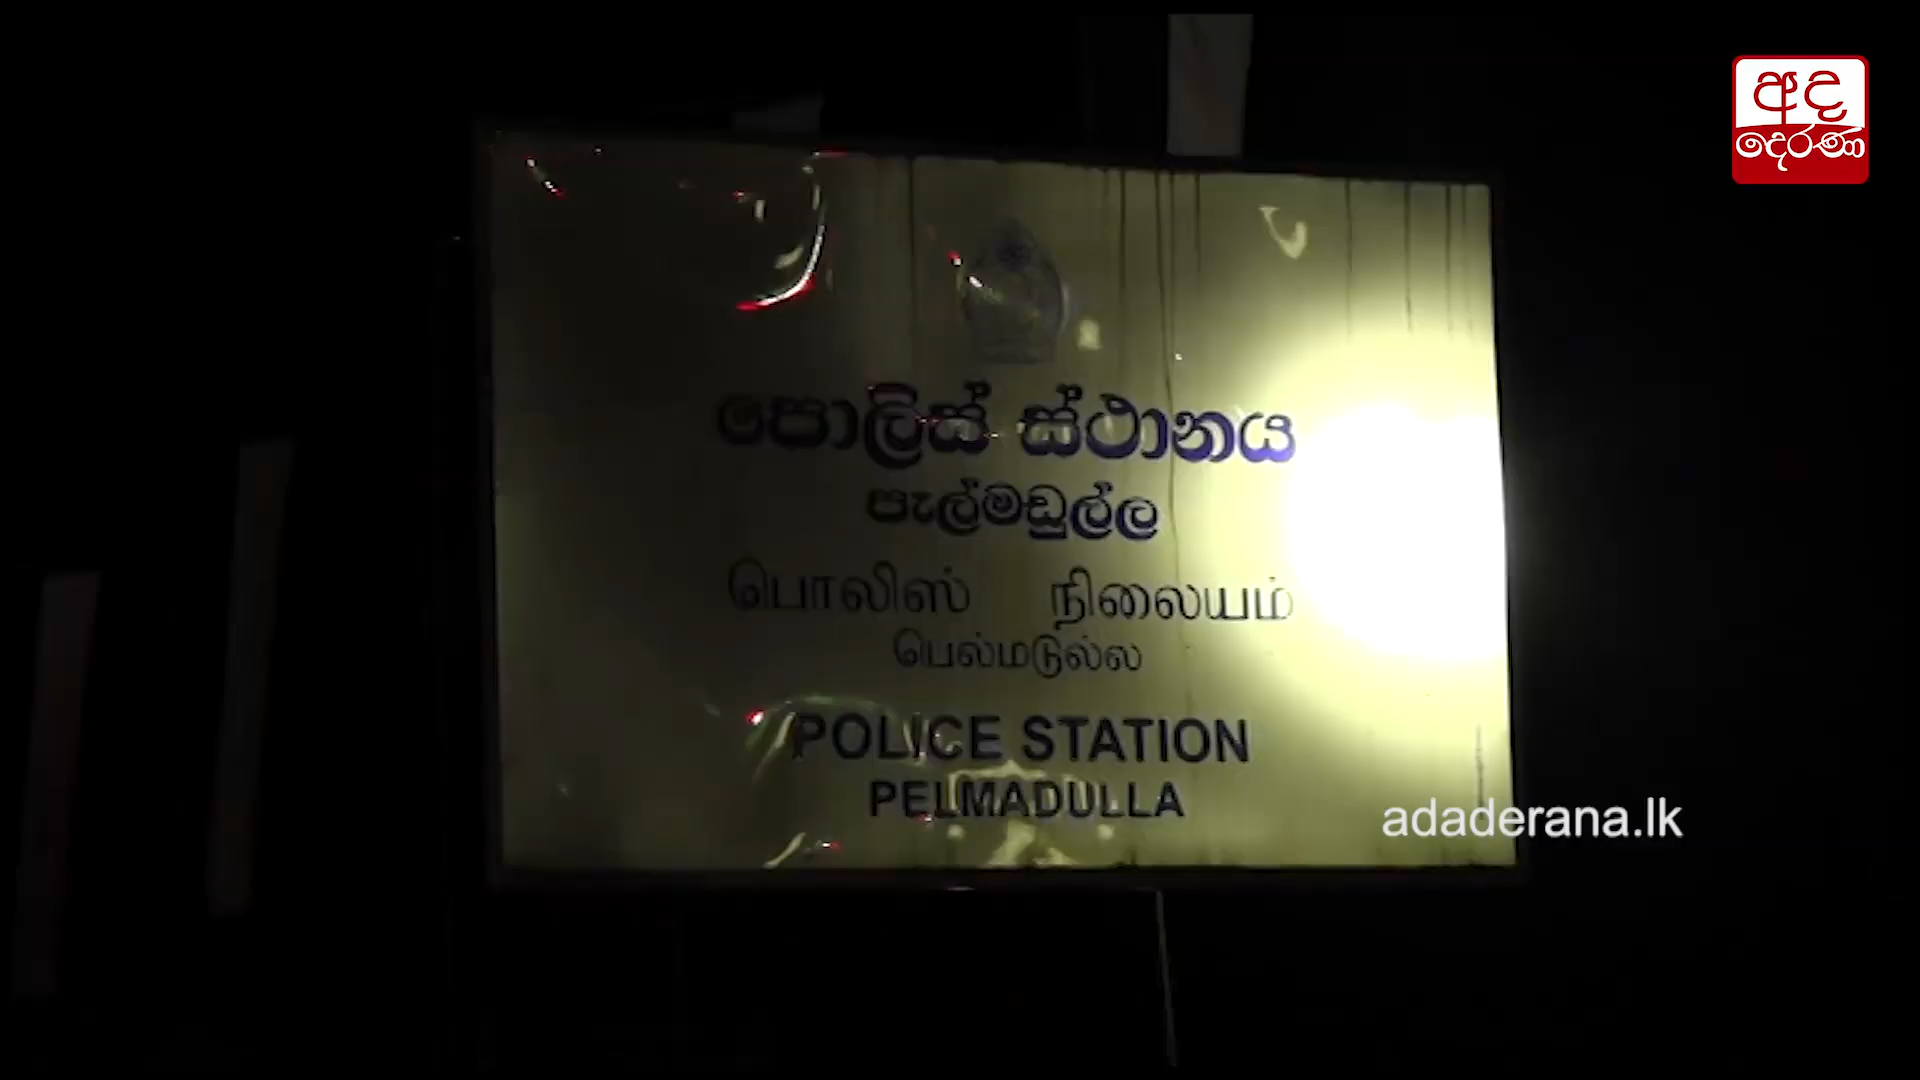 අද
දෙරණ
පොලිස් ස්ථානය
පැල්මඩුල්ල
பொலிஸ் நிலையம்
பெல்மடுல்ல
POLICE STATION
PELMADULLA
adaderana.lk